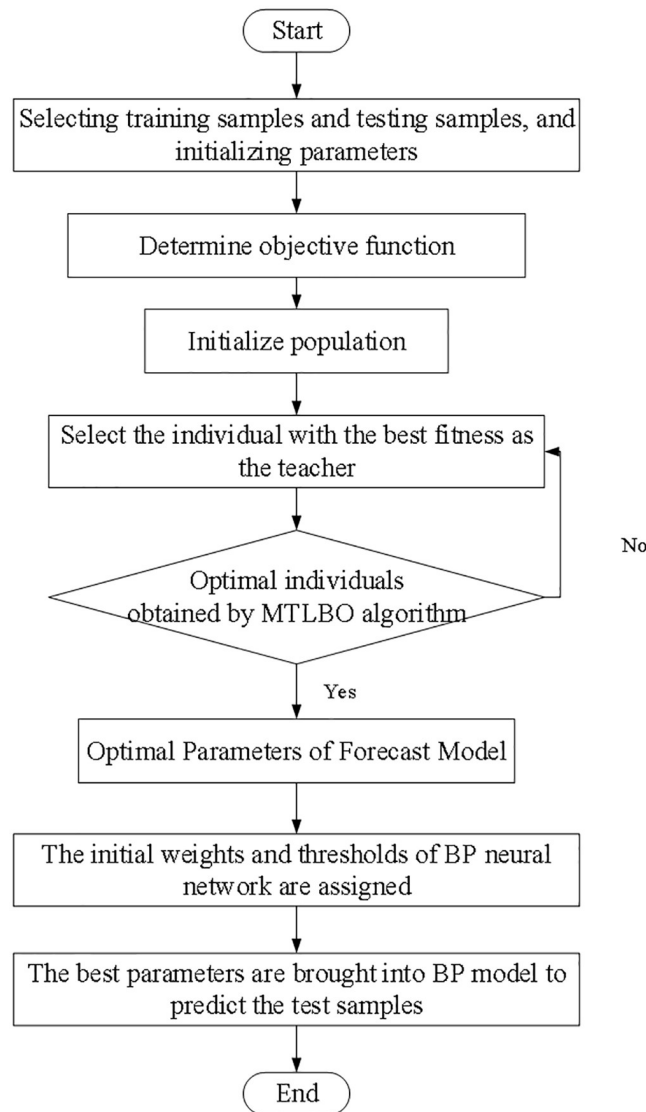 Start
Selecting training samples and testing samples, and
initializing parameters
Determine objective function
Initialize population
Select the individual with the best fitness as
the teacher
No
Optimal individuals
obtained by MTLBO algorithm
Yes
Optimal Parameters of Forecast Model
The initial weights and thresholds of BP neural
network are assigned
The best parameters are brought into BP model to
predict the test samples
End